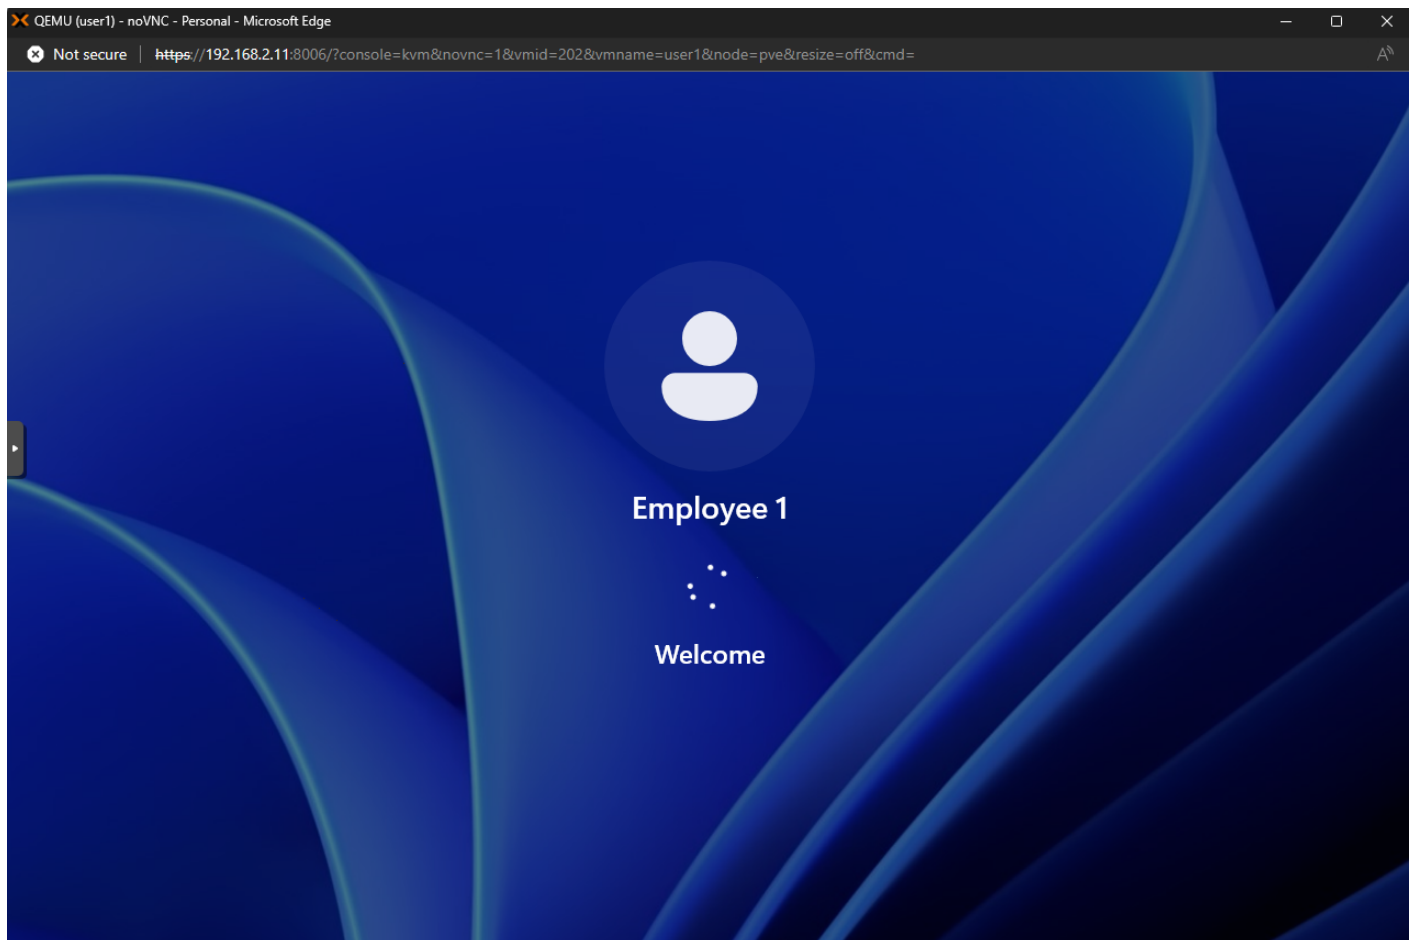 QEMU (user1) - noVNC - Personal - Microsoft Edge
Not secure https://192.168.2.11:8006/?console=kvm&novnc=1&vmid=202&vmname=user1&node=pve&resize=off&cmd=
Employee 1
Welcome